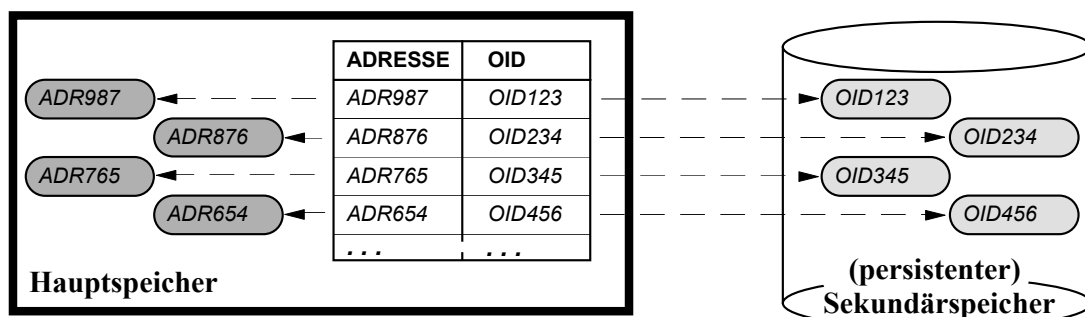 ADRESSE OID
ADR987 ADR987 OID123 OID123
ADR876 ADR876 OID234 OID234
ADR765 ADR765 OID345 OID345
ADR654 ADR654 OID456 OID456
. . . . . .
Hauptspeicher
(persistenter)
Sekundärspeicher